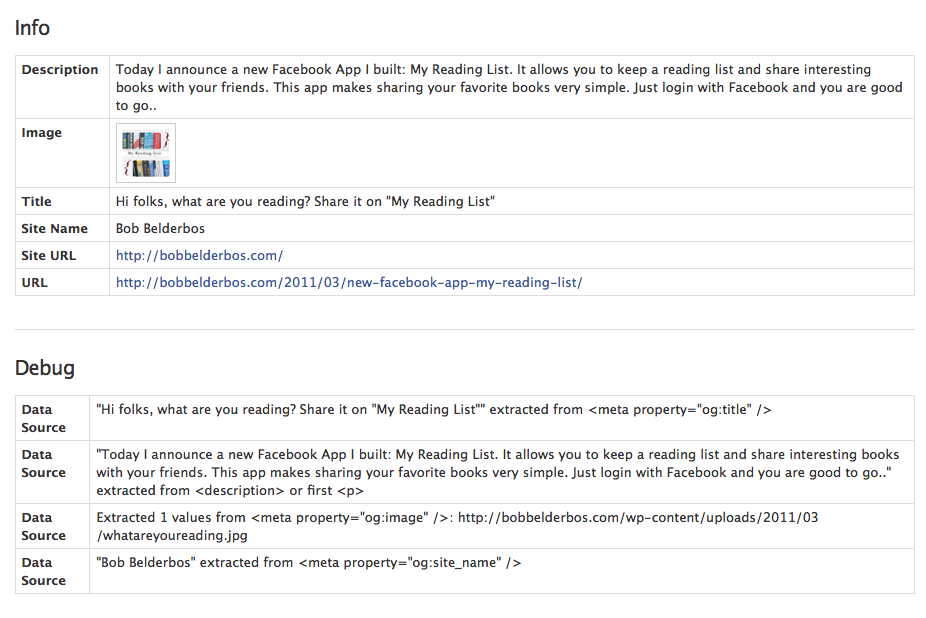 Info
Description
Today I announce a new Facebook App I built: My Reading List. It allows you to keep a reading list and share interesting
books with your friends. This app makes sharing your favorite books very simple. Just login with Facebook and you are good
to go..
Image
My Reading List
Title
Hi folks, what are you reading? Share it on "My Reading List"
Site Name
Bob Belderbos
Site URL
http://bobbelderbos.com/
URL
http://bobbelderbos.com/2011/03/new-facebook-app-my-reading-list/
Debug
Data
Source
"Hi folks, what are you reading? Share it on "My Reading List"" extracted from <meta property="og:title" />
Data
Source
"Today I announce a new Facebook App I built: My Reading List. It allows you to keep a reading list and share interesting books
with your friends. This app makes sharing your favorite books very simple. Just login with Facebook and you are good to go.."
extracted from <description> or first <p>
Data
Source
Extracted 1 values from <meta property="og:image" />: http://bobbelderbos.com/wp-content/uploads/2011/03
/whatareyoureading.jpg
Data
Source
"Bob Belderbos" extracted from <meta property="og:site_name" />